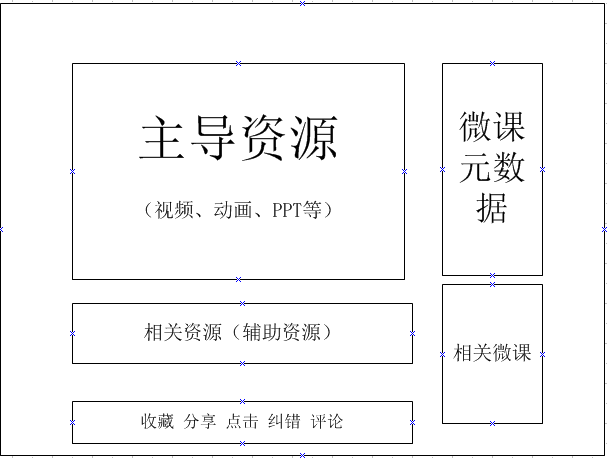 主导资源
（视频、动画、PPT等）
微课
元数
据
相关资源（辅助资源）
相关微课
收藏 分享 点击 纠错 评论